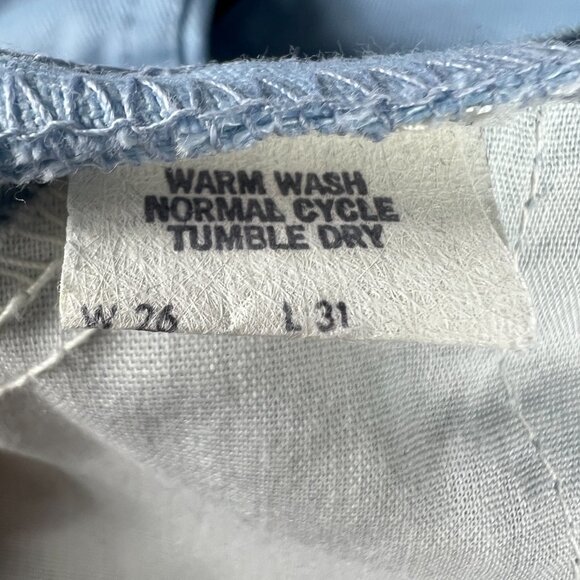 WARM WASH
NORMAL CYCLE
TUMBLE DRY
W 26 L 31